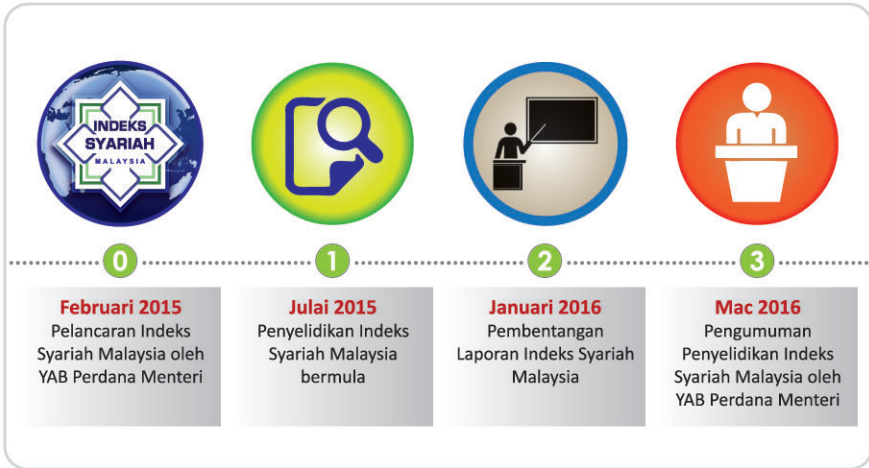 INDEKS
SYARIAH
MALAYSIA
0
1
2
3
Februari 2015
Pelancaran Indeks
Syariah Malaysia oleh
YAB Perdana Menteri
Julai 2015
Penyelidikan Indeks
Syariah Malaysia
bermula
Januari 2016
Pembentangan
Laporan Indeks Syariah
Malaysia
Mac 2016
Pengumuman
Penyelidikan Indeks
Syariah Malaysia oleh
YAB Perdana Menteri